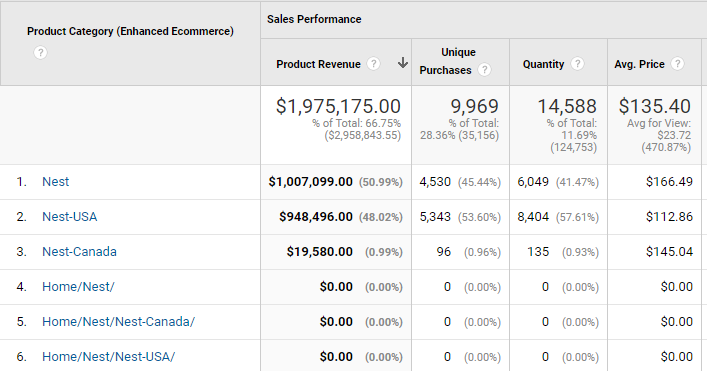 Sales Performance
Product Category (Enhanced Ecommerce) ?
Product Revenue ? ↓ Unique Purchases ? Quantity ? Avg. Price ?
$1,975,175.00 9,969 14,588 $135.40
% of Total: 66.75% % of Total: % of Total: Avg for View:
($2,958,843.55) 28.36% (35,156) 11.69% $23.72
(124,753) (470.87%)
1. Nest $1,007,099.00 (50.99%) 4,530 (45.44%) 6,049 (41.47%) $166.49
2. Nest-USA $948,496.00 (48.02%) 5,343 (53.60%) 8,404 (57.61%) $112.86
3. Nest-Canada $19,580.00 (0.99%) 96 (0.96%) 135 (0.93%) $145.04
4. Home/Nest/ $0.00 (0.00%) 0 (0.00%) 0 (0.00%) $0.00
5. Home/Nest/Nest-Canada/ $0.00 (0.00%) 0 (0.00%) 0 (0.00%) $0.00
6. Home/Nest/Nest-USA/ $0.00 (0.00%) 0 (0.00%) 0 (0.00%) $0.00